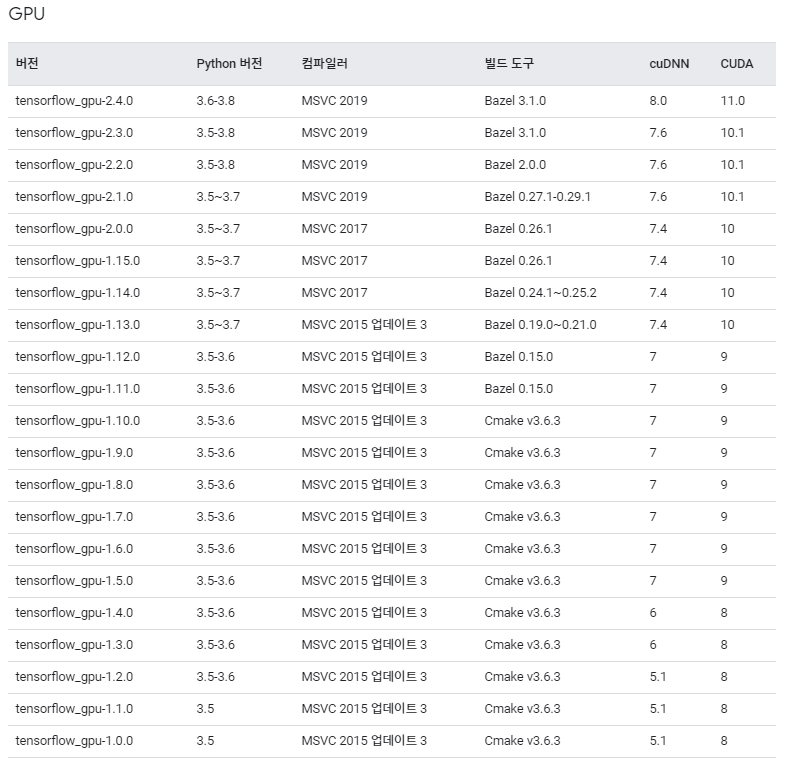 GPU
버전 Python 버전 컴파일러 빌드 도구 cuDNN CUDA
tensorflow_gpu-2.4.0 3.6-3.8 MSVC 2019 Bazel 3.1.0 8.0 11.0
tensorflow_gpu-2.3.0 3.5-3.8 MSVC 2019 Bazel 3.1.0 7.6 10.1
tensorflow_gpu-2.2.0 3.5-3.8 MSVC 2019 Bazel 2.0.0 7.6 10.1
tensorflow_gpu-2.1.0 3.5~3.7 MSVC 2019 Bazel 0.27.1-0.29.1 7.6 10.1
tensorflow_gpu-2.0.0 3.5~3.7 MSVC 2017 Bazel 0.26.1 7.4 10
tensorflow_gpu-1.15.0 3.5~3.7 MSVC 2017 Bazel 0.26.1 7.4 10
tensorflow_gpu-1.14.0 3.5~3.7 MSVC 2017 Bazel 0.24.1~0.25.2 7.4 10
tensorflow_gpu-1.13.0 3.5~3.7 MSVC 2015 업데이트 3 Bazel 0.19.0~0.21.0 7.4 10
tensorflow_gpu-1.12.0 3.5-3.6 MSVC 2015 업데이트 3 Bazel 0.15.0 7 9
tensorflow_gpu-1.11.0 3.5-3.6 MSVC 2015 업데이트 3 Bazel 0.15.0 7 9
tensorflow_gpu-1.10.0 3.5-3.6 MSVC 2015 업데이트 3 Cmake v3.6.3 7 9
tensorflow_gpu-1.9.0 3.5-3.6 MSVC 2015 업데이트 3 Cmake v3.6.3 7 9
tensorflow_gpu-1.8.0 3.5-3.6 MSVC 2015 업데이트 3 Cmake v3.6.3 7 9
tensorflow_gpu-1.7.0 3.5-3.6 MSVC 2015 업데이트 3 Cmake v3.6.3 7 9
tensorflow_gpu-1.6.0 3.5-3.6 MSVC 2015 업데이트 3 Cmake v3.6.3 7 9
tensorflow_gpu-1.5.0 3.5-3.6 MSVC 2015 업데이트 3 Cmake v3.6.3 7 9
tensorflow_gpu-1.4.0 3.5-3.6 MSVC 2015 업데이트 3 Cmake v3.6.3 6 8
tensorflow_gpu-1.3.0 3.5-3.6 MSVC 2015 업데이트 3 Cmake v3.6.3 6 8
tensorflow_gpu-1.2.0 3.5-3.6 MSVC 2015 업데이트 3 Cmake v3.6.3 5.1 8
tensorflow_gpu-1.1.0 3.5 MSVC 2015 업데이트 3 Cmake v3.6.3 5.1 8
tensorflow_gpu-1.0.0 3.5 MSVC 2015 업데이트 3 Cmake v3.6.3 5.1 8